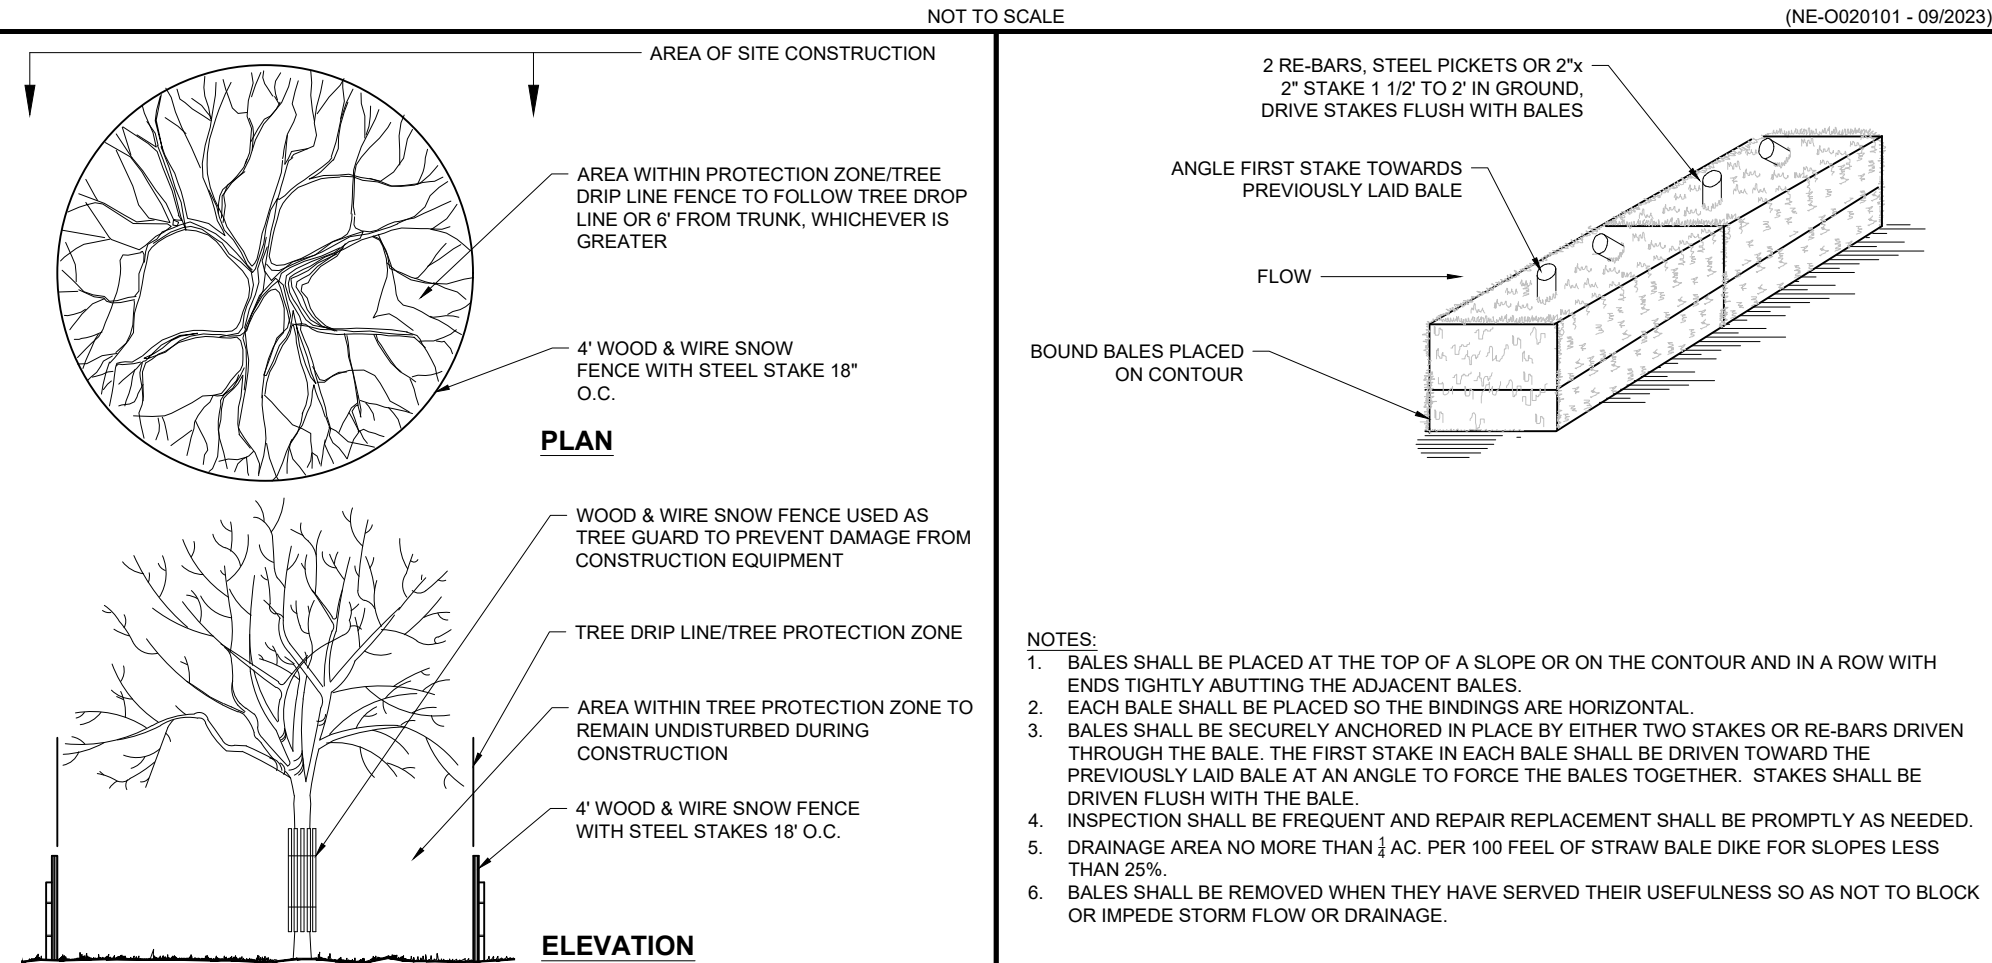 NOT TO SCALE
(NE-O020101 - 09/2023)
AREA OF SITE CONSTRUCTION
AREA WITHIN PROTECTION ZONE/TREE
DRIP LINE FENCE TO FOLLOW TREE DROP
LINE OR 6' FROM TRUNK, WHICHEVER IS
GREATER
4' WOOD & WIRE SNOW
FENCE WITH STEEL STAKE 18"
O.C.
PLAN
WOOD & WIRE SNOW FENCE USED AS
TREE GUARD TO PREVENT DAMAGE FROM
CONSTRUCTION EQUIPMENT
TREE DRIP LINE/TREE PROTECTION ZONE
AREA WITHIN TREE PROTECTION ZONE TO
REMAIN UNDISTURBED DURING
CONSTRUCTION
4' WOOD & WIRE SNOW FENCE
WITH STEEL STAKES 18' O.C.
ELEVATION
2 RE-BARS, STEEL PICKETS OR 2"x
2" STAKE 1 1/2' TO 2' IN GROUND,
DRIVE STAKES FLUSH WITH BALES
ANGLE FIRST STAKE TOWARDS
PREVIOUSLY LAID BALE
FLOW
BOUND BALES PLACED
ON CONTOUR
NOTES:
1. BALES SHALL BE PLACED AT THE TOP OF A SLOPE OR ON THE CONTOUR AND IN A ROW WITH
ENDS TIGHTLY ABUTTING THE ADJACENT BALES.
2. EACH BALE SHALL BE PLACED SO THE BINDINGS ARE HORIZONTAL.
3. BALES SHALL BE SECURELY ANCHORED IN PLACE BY EITHER TWO STAKES OR RE-BARS DRIVEN
THROUGH THE BALE. THE FIRST STAKE IN EACH BALE SHALL BE DRIVEN TOWARD THE
PREVIOUSLY LAID BALE AT AN ANGLE TO FORCE THE BALES TOGETHER. STAKES SHALL BE
DRIVEN FLUSH WITH THE BALE.
4. INSPECTION SHALL BE FREQUENT AND REPAIR REPLACEMENT SHALL BE PROMPTLY AS NEEDED.
5. DRAINAGE AREA NO MORE THAN 1/4 AC. PER 100 FEEL OF STRAW BALE DIKE FOR SLOPES LESS
THAN 25%.
6. BALES SHALL BE REMOVED WHEN THEY HAVE SERVED THEIR USEFULNESS SO AS NOT TO BLOCK
OR IMPEDE STORM FLOW OR DRAINAGE.